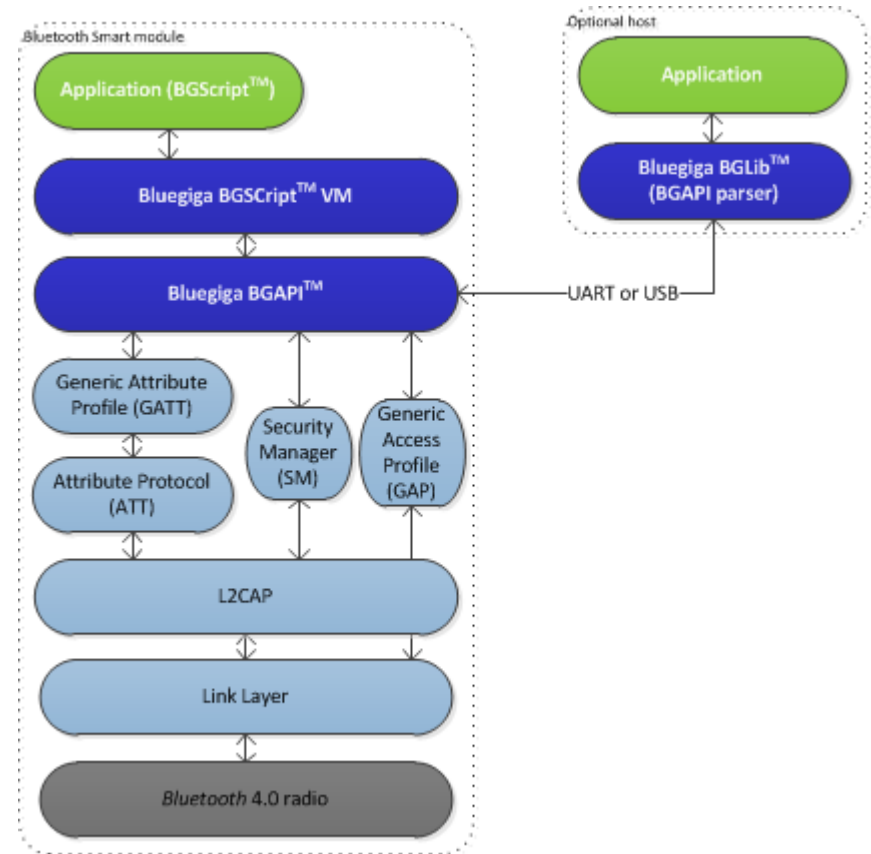 Bluetooth Smart module
Application (BGScript™)
Bluegiga BGSCript™ VM
Bluegiga BGAPI™
Generic Attribute
Profile (GATT)
Attribute Protocol
(ATT)
Security
Manager
(SM)
Generic
Access
Profile
(GAP)
L2CAP
Link Layer
Bluetooth 4.0 radio
Optional host
Application
Bluegiga BGLib™
(BGAPI parser)
UART or USB